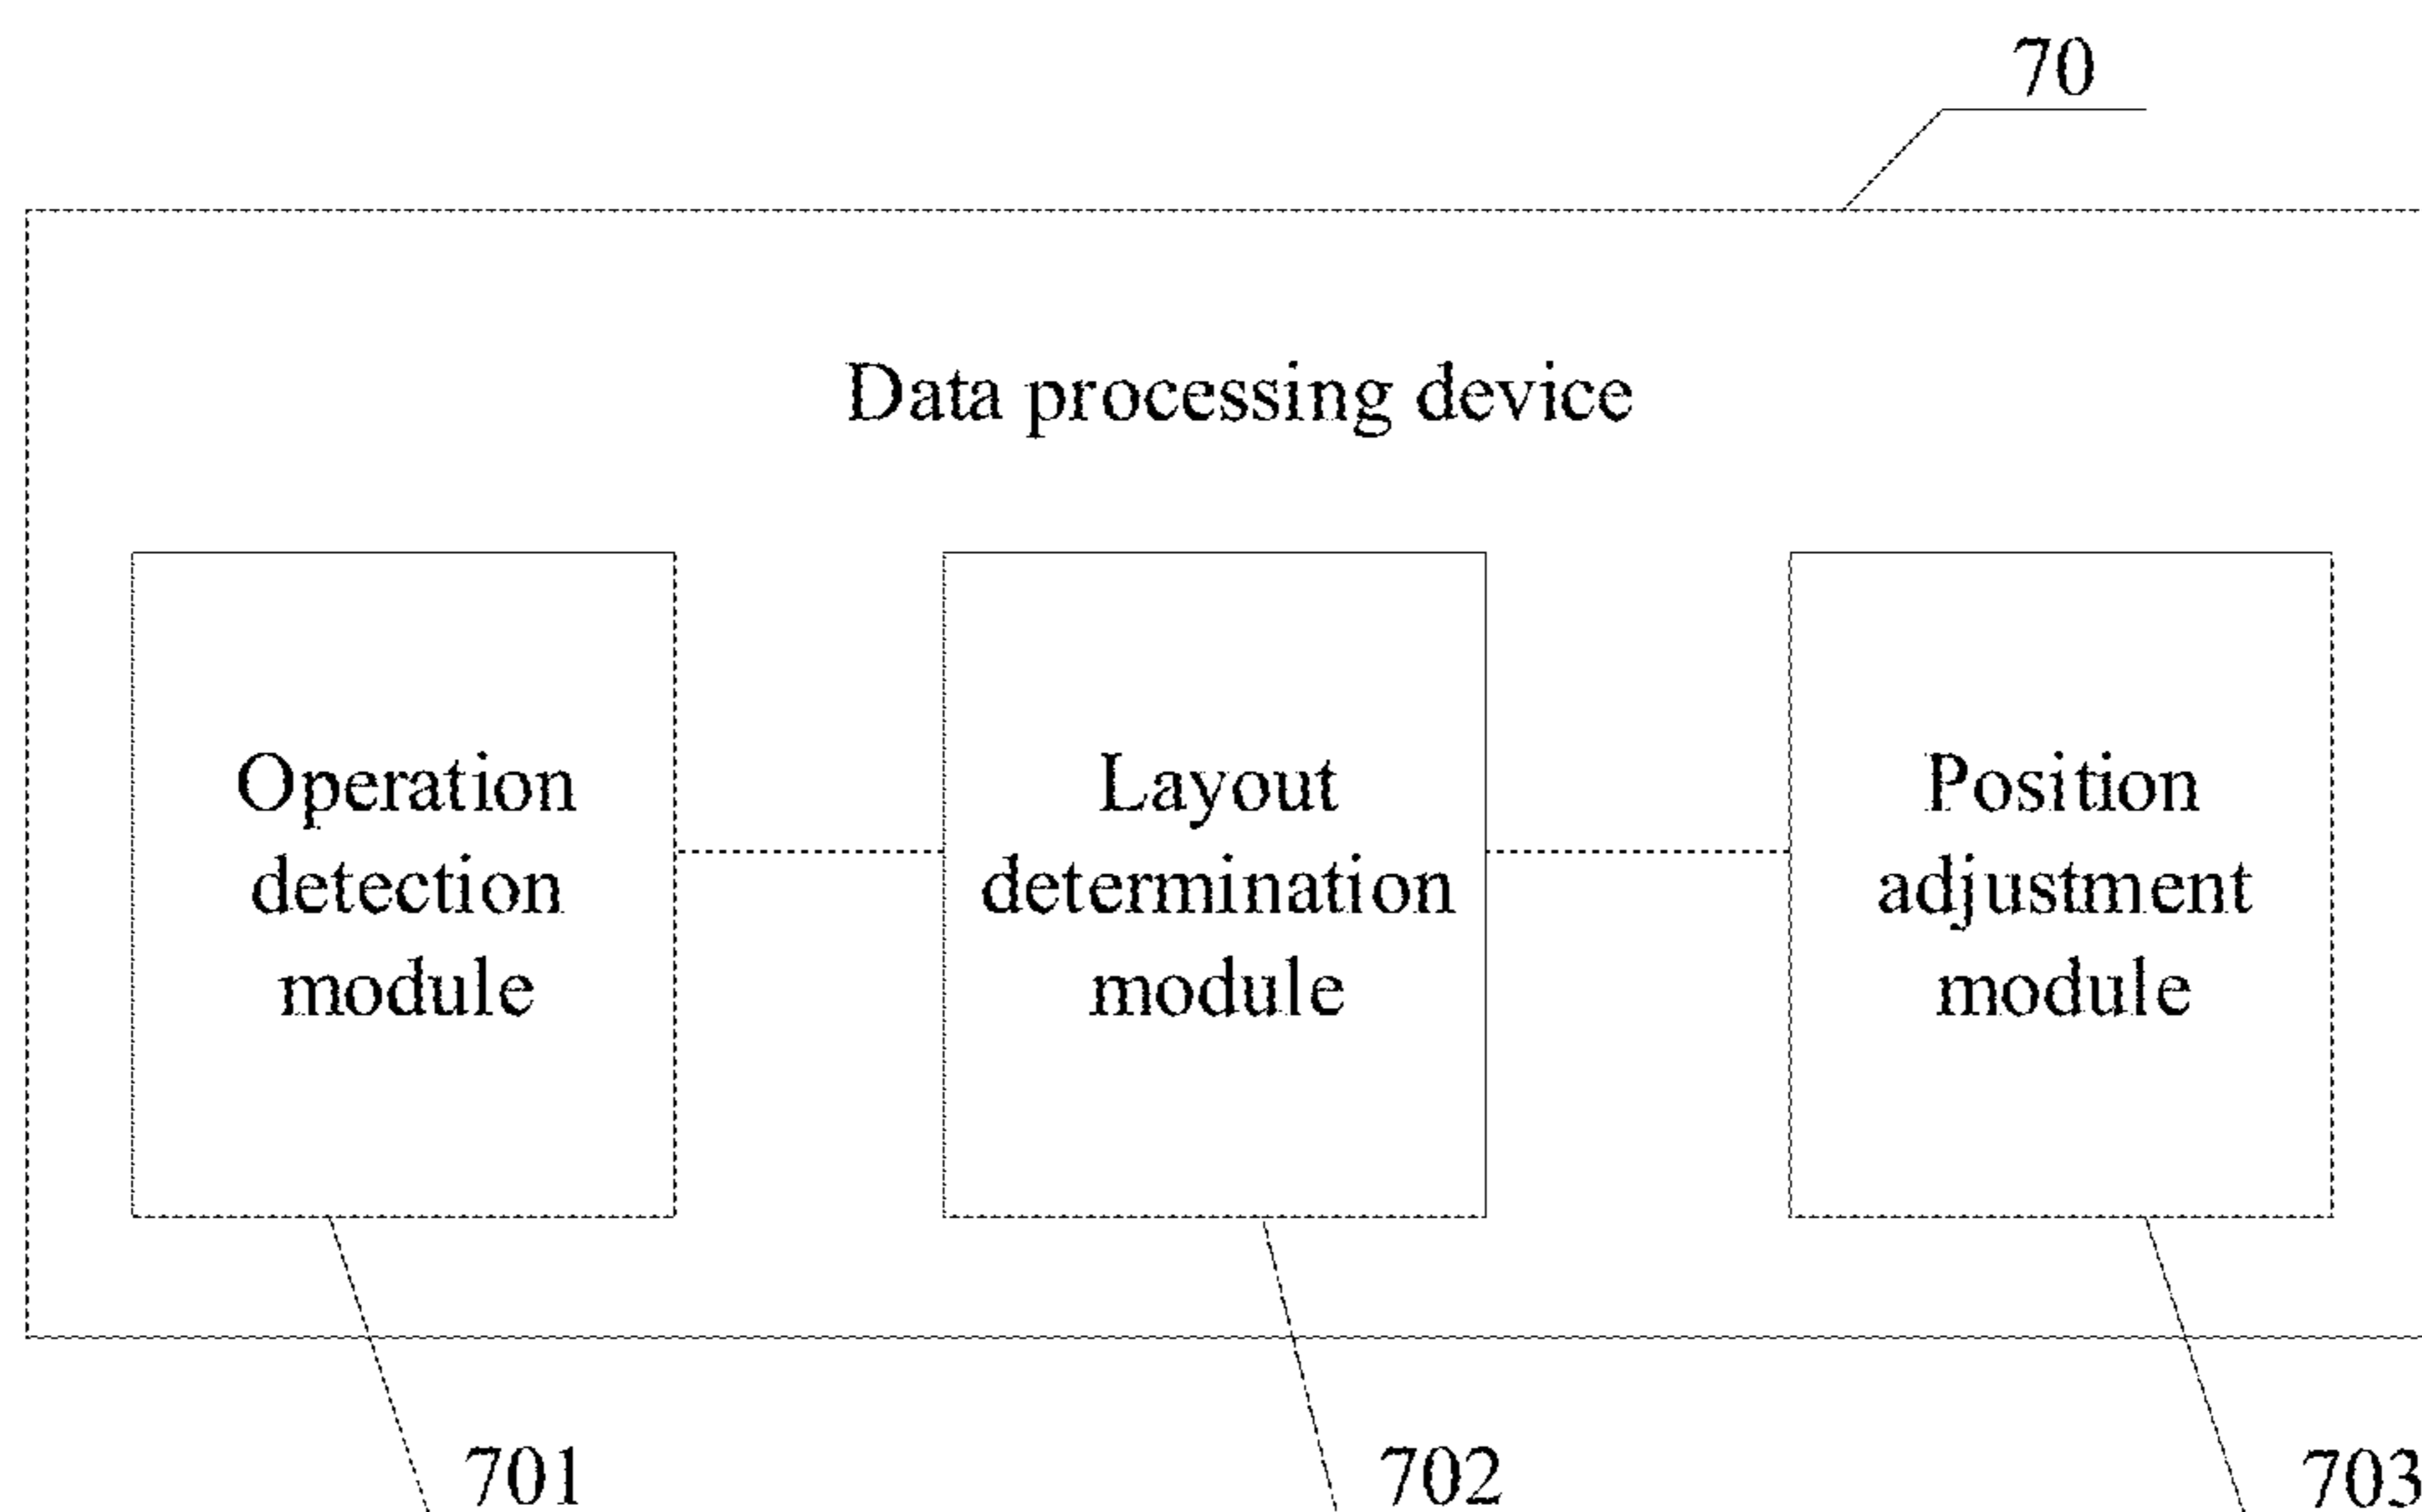 70
Data processing device
Operation
detection
module
Layout
determination
module
Position
adjustment
module
701
702
703